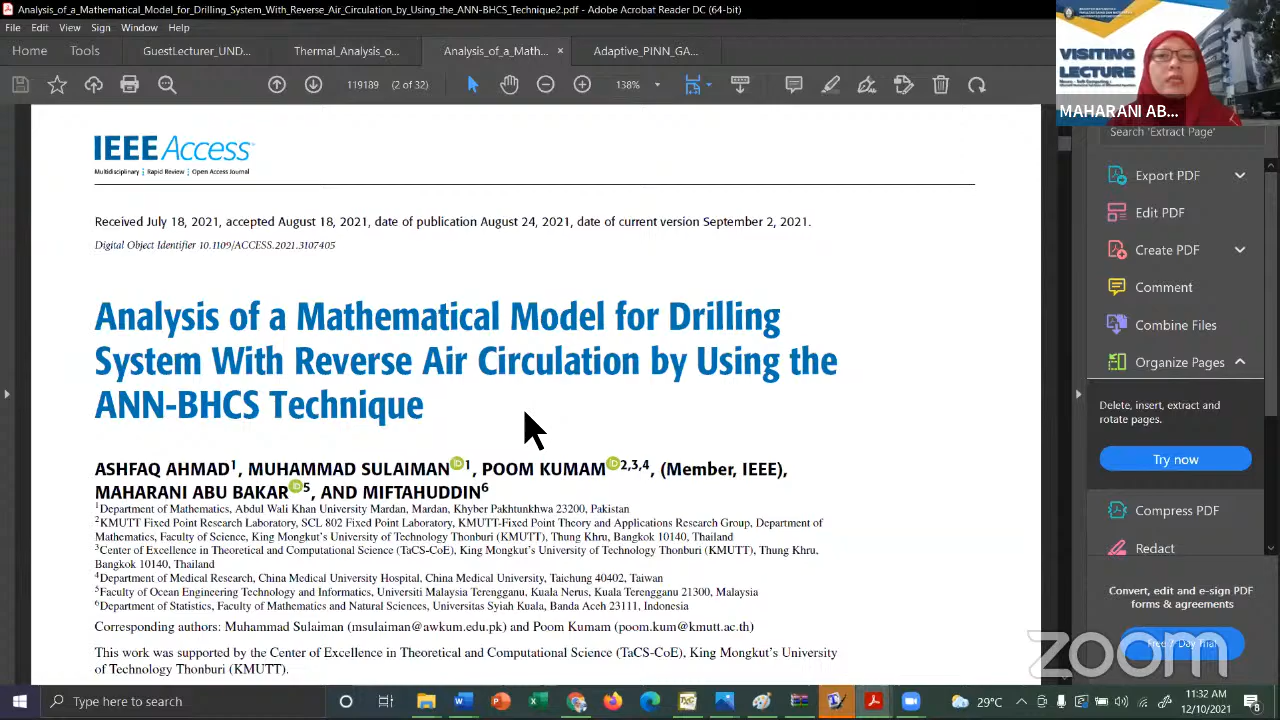 Analysis_of_a_Mathematical_Model_for_Drilling_System_With_Reverse_Air_Circulation_by_Using_the_ANN-BHCS_Technique2.pdf - Adobe Acrobat Reader DC (64-bit)
File Edit View Sign Window Help
Home Tools GuestLecturer_UND... Thermal_Analysis o... Analysis_of_a_Math... × Adaptive_PINN_GA...
119189 (2 of 32) 138%
IEEE Access
Multidisciplinary Rapid Review Open Access Journal
Received July 18, 2021, accepted August 18, 2021, date of publication August 24, 2021, date of current version September 2, 2021.
Digital Object Identifier 10.1109/ACCESS.2021.3107405
Analysis of a Mathematical Model for Drilling
System With Reverse Air Circulation by Using the
ANN-BHCS Technique
ASHFAQ AHMAD1, MUHAMMAD SULAIMAN iD 1, POOM KUMAM iD 2,3,4, (Member, IEEE),
MAHARANI ABU BAKAR iD 5, AND MIFTAHUDDIN6
1Department of Mathematics, Abdul Wali Khan University Mardan, Mardan, Khyber Pakhtunkhwa 23200, Pakistan
2KMUTT Fixed Point Research Laboratory, SCL 802 Fixed Point Laboratory, KMUTT-Fixed Point Theory and Applications Research Group, Department of
Mathematics, Faculty of Science, King Mongkut's University of Technology Thonburi (KMUTT), Thung Khru, Bangkok 10140, Thailand
3Center of Excellence in Theoretical and Computational Science (TaCS-CoE), King Mongkut's University of Technology Thonburi (KMUTT), Thung Khru,
Bangkok 10140, Thailand
4Department of Medical Research, China Medical University Hospital, China Medical University, Taichung 40402, Taiwan
5Faculty of Ocean Engineering Technology and Informatics, Universiti Malaysia Terengganu, Kuala Nerus, Kuala Terengganu 21300, Malaysia
6Department of Statistics, Faculty of Mathematics and Natural Sciences, Universitas Syiah Kuala, Banda Aceh 23111, Indonesia
Corresponding authors: Muhammad Sulaiman (msulaiman@awkum.edu.pk) and Poom Kumam (poom.kum@kmutt.ac.th)
This work was supported by the Center of Excellence in Theoretical and Computational Science (TaCS-CoE), King Mongkut's University
of Technology Thonburi (KMUTT).
VISITING
LECTURE
MAHARANI AB...
Search 'Extract Page'
Export PDF
Edit PDF
Create PDF
Comment
Combine Files
Organize Pages
Delete, insert, extract and
rotate pages.
Try now
Compress PDF
Redact
Convert, edit and e-sign PDF
forms & agreements
Free 7-Day Trial
zoom
Type here to search
29°C
11:32 AM
12/10/2021
8